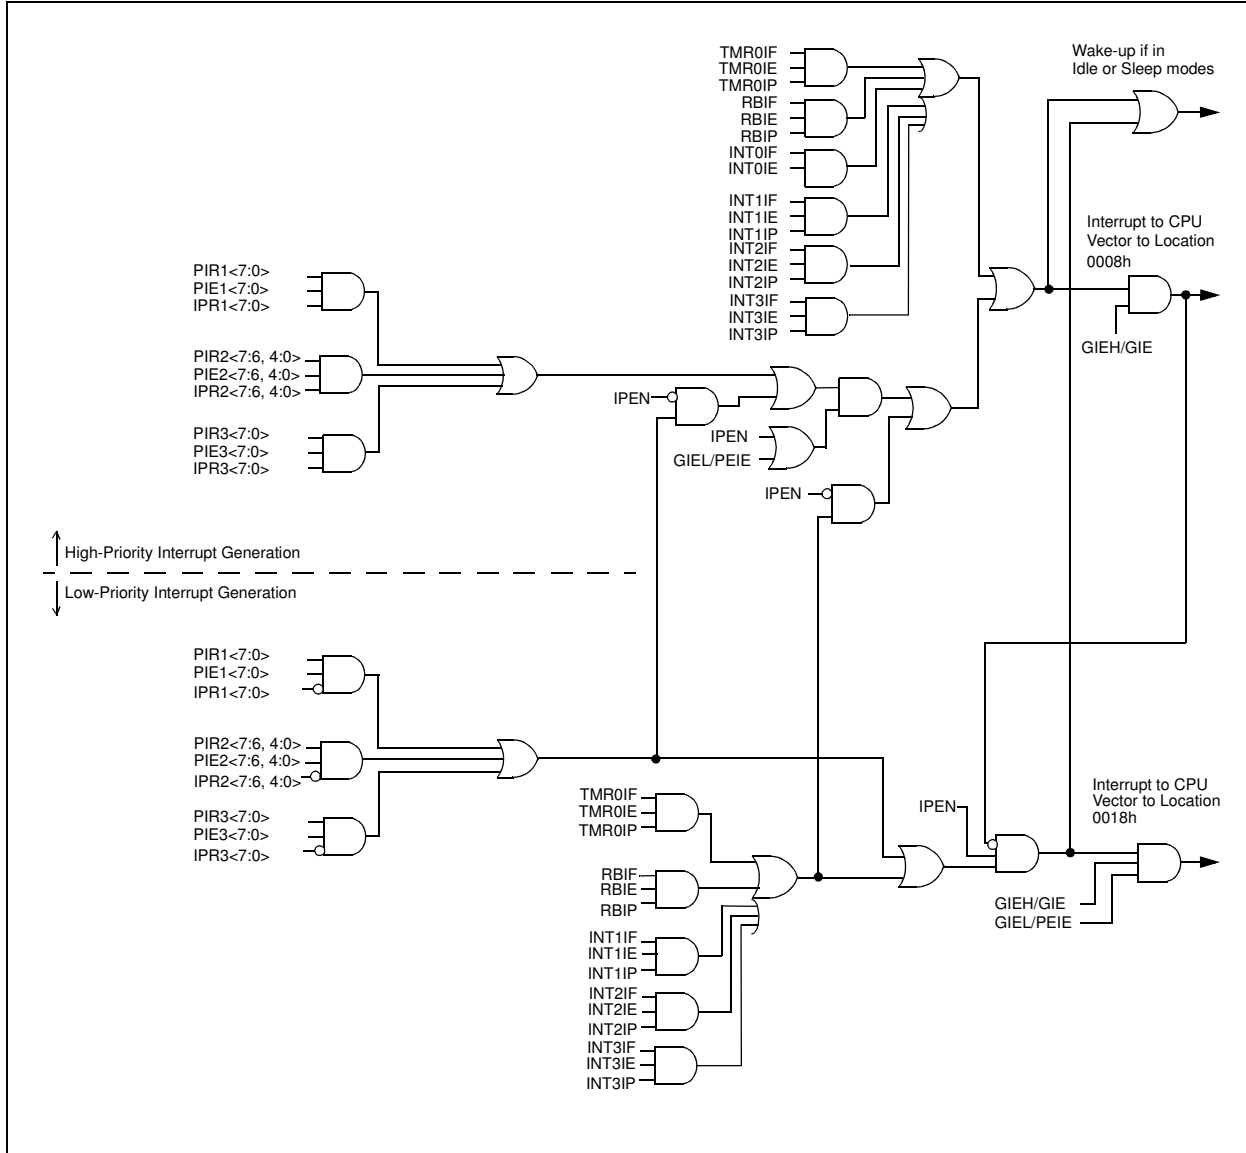 TMR0IF
TMR0IE
TMR0IP
RBIF
RBIE
RBIP
INT0IF
INT0IE
INT1IF
INT1IE
INT1IP
INT2IF
INT2IE
INT2IP
INT3IF
INT3IE
INT3IP
Wake-up if in
Idle or Sleep modes
Interrupt to CPU
Vector to Location
0008h
GIEH/GIE
PIR1<7:0>
PIE1<7:0>
IPR1<7:0>
PIR2<7:6, 4:0>
PIE2<7:6, 4:0>
IPR2<7:6, 4:0>
PIR3<7:0>
PIE3<7:0>
IPR3<7:0>
IPEN
IPEN
GIEL/PEIE
IPEN
High-Priority Interrupt Generation
Low-Priority Interrupt Generation
PIR1<7:0>
PIE1<7:0>
IPR1<7:0>
PIR2<7:6, 4:0>
PIE2<7:6, 4:0>
IPR2<7:6, 4:0>
PIR3<7:0>
PIE3<7:0>
IPR3<7:0>
TMR0IF
TMR0IE
TMR0IP
RBIF
RBIE
RBIP
INT1IF
INT1IE
INT1IP
INT2IF
INT2IE
INT2IP
INT3IF
INT3IE
INT3IP
IPEN
Interrupt to CPU
Vector to Location
0018h
GIEH/GIE
GIEL/PEIE